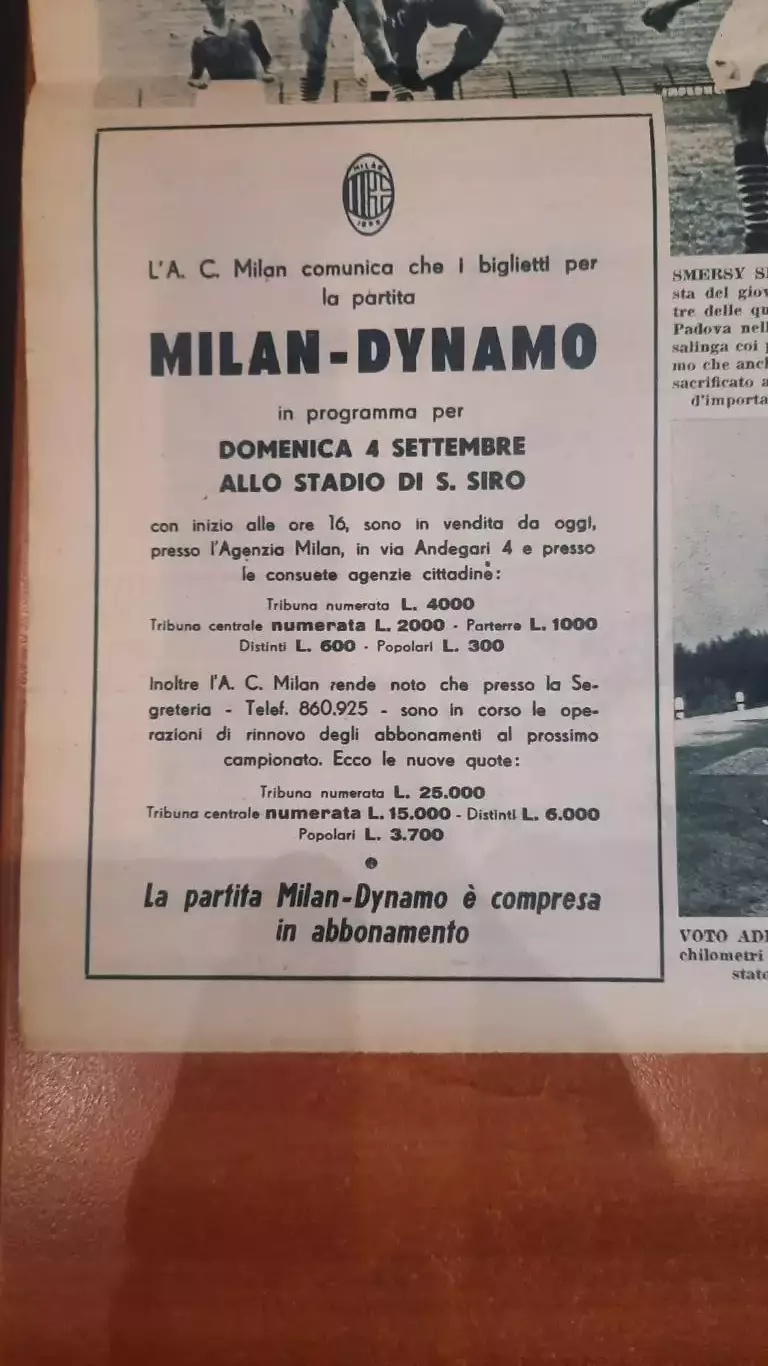 MILAN
1899
L'A. C. Milan comunica che i biglietti per
la partita
MILAN-DYNAMO
in programma per
DOMENICA 4 SETTEMBRE
ALLO STADIO DI S. SIRO
con inizio alle ore 16, sono in vendita da oggi,
presso l'Agenzia Milan, in via Andegari 4 e presso
le consuete agenzie cittadine:
Tribuna numerata L. 4000
Tribuna centrale numerata L. 2000 - Parterre L. 1000
Distinti L. 600 - Popolari L. 300
Inoltre l'A. C. Milan rende noto che presso la Se-
greteria - Telef. 860.925 - sono in corso le ope-
razioni di rinnovo degli abbonamenti al prossimo
campionato. Ecco le nuove quote:
Tribuna numerata L. 25.000
Tribuna centrale numerata L. 15.000 - Distinti L. 6.000
Popolari L. 3.700
La partita Milan-Dynamo è compresa
in abbonamento
SMERSY
sta del
tre delle
Padova
salinga coi
mo che
sacrificato a
d'importa
VOTO
chilometri